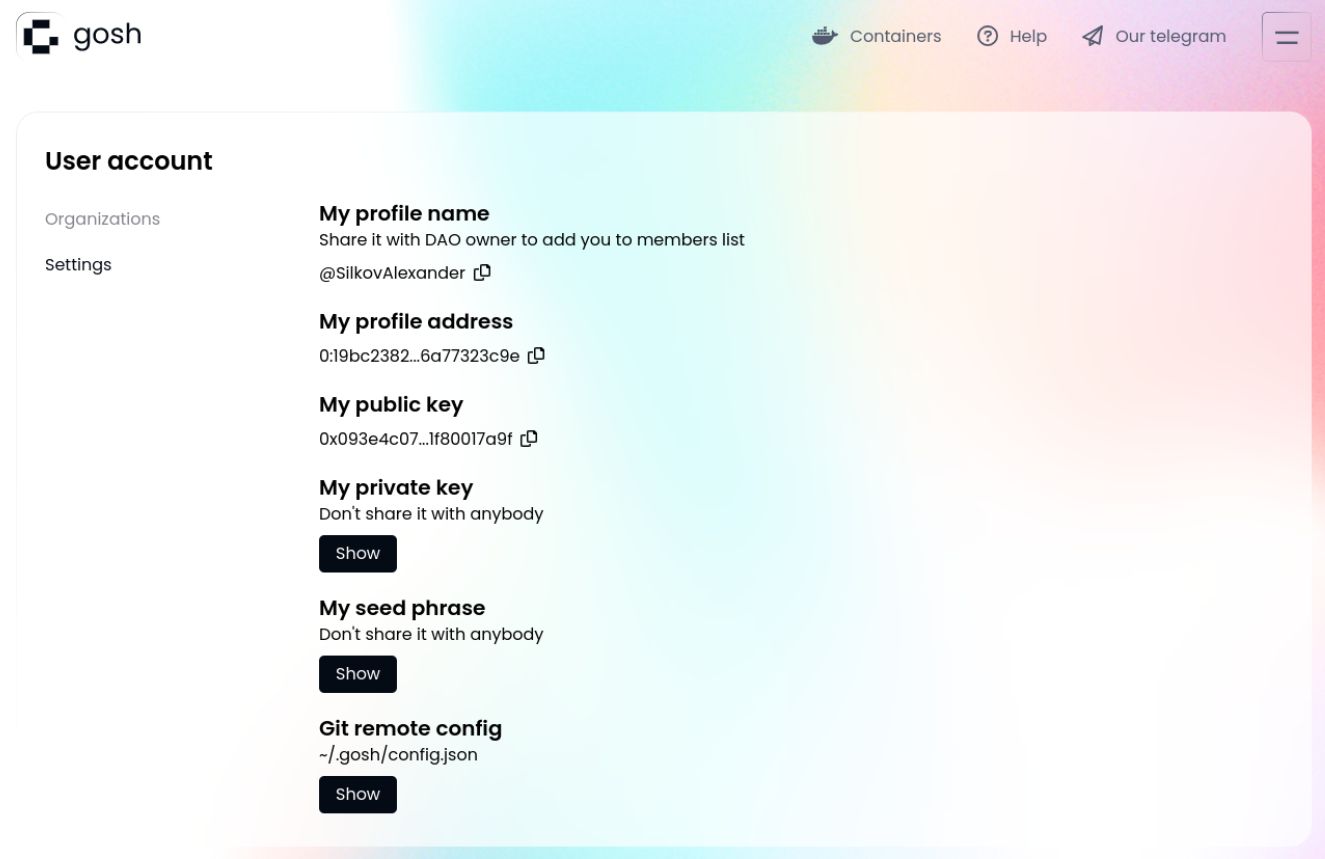 gosh
Containers
Help
Our telegram
User account
Organizations
Settings
My profile name
Share it with DAO owner to add you to members list
@SilkovAlexander
My profile address
0:19bc2382...6a77323c9e
My public key
0x093e4c07...1f80017a9f
My private key
Don't share it with anybody
Show
My seed phrase
Don't share it with anybody
Show
Git remote config
~/.gosh/config.json
Show